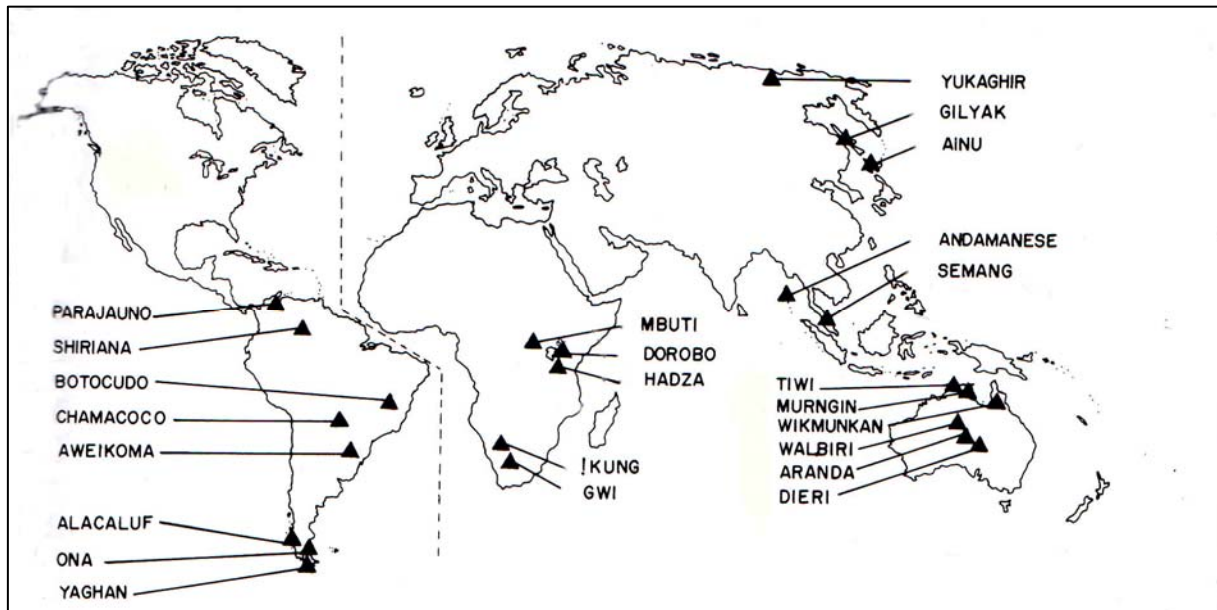 YUKAGHIR
GILYAK
AINU
ANDAMANESE
SEMANG
PARAJAUNO
SHIRIANA
BOTOCUDO
CHAMACOCO
AWEIKOMA
ALACALUF
ONA
YAGHAN
MBUTI
DOROBO
HADZA
!KUNG
GWI
TIWI
MURNGIN
WIKMUNKAN
WALBIRI
ARANDA
DIERI